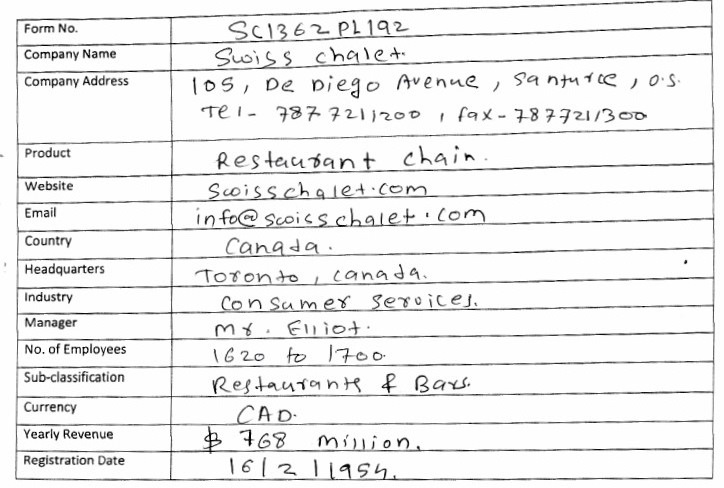 Form No. SC1362PL192
Company Name Swiss chalet.
Company Address 105, De Diego Avenue, Santurce, O.S.
Tel- 7877211200, fax-7877211300
Product Restaurant chain.
Website Swisschalet.com
Email info@swisschalet.com
Country Canada.
Headquarters Toronto, Canada.
Industry Consumer Services.
Manager Mr. Elliot.
No. of Employees 1620 to 1700.
Sub-classification Restaurants & Bars.
Currency CAD.
Yearly Revenue $ 768 million.
Registration Date 16/2/1954.